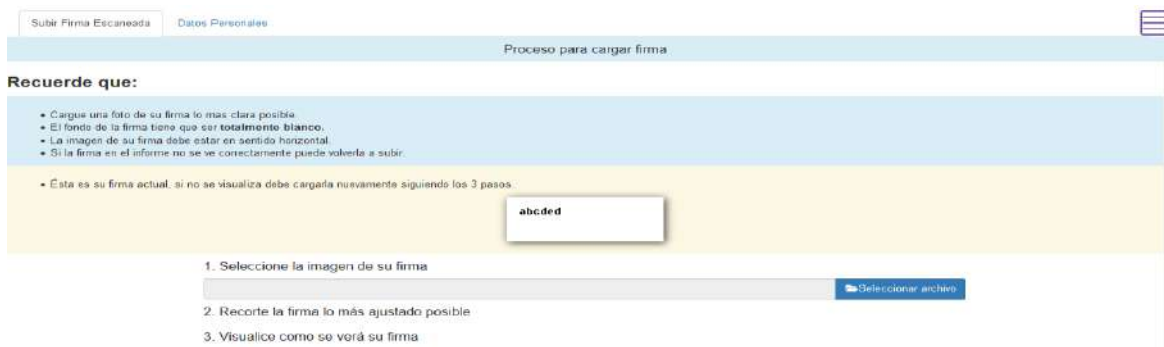 Subir Firma Escaneada
Datos Personales
Proceso para cargar firma
Recuerde que:
• Cargue una foto de su firma lo mas clara posible.
• El fondo de la firma tiene que ser totalmente blanco.
• La imagen de su firma debe estar en sentido horizontal.
• Si la firma en el informe no se ve correctamente puede volverla a subir.
• Ésta es su firma actual, si no se visualiza debe cargarla nuevamente siguiendo los 3 pasos.
abcded
1. Seleccione la imagen de su firma
Seleccionar archivo
2. Recorte la firma lo más ajustado posible
3. Visualice como se verá su firma